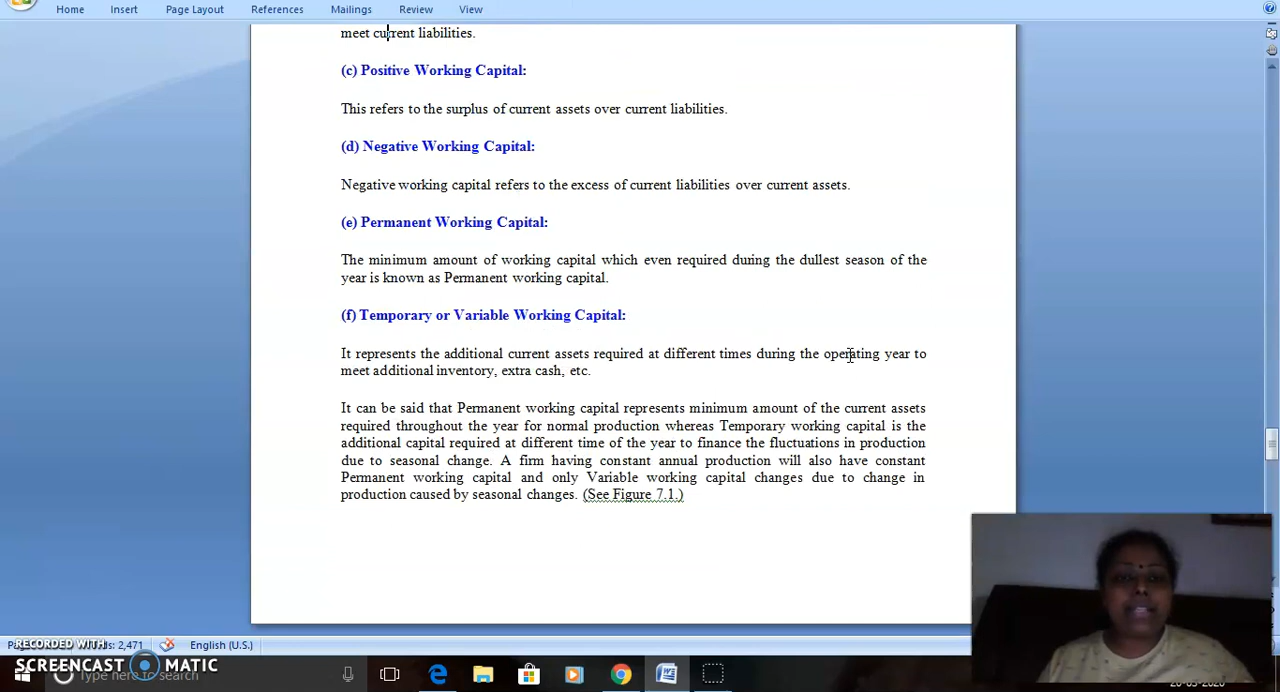 Home Insert Page Layout References Mailings Review View
meet current liabilities.
(c) Positive Working Capital:
This refers to the surplus of current assets over current liabilities.
(d) Negative Working Capital:
Negative working capital refers to the excess of current liabilities over current assets.
(e) Permanent Working Capital:
The minimum amount of working capital which even required during the dullest season of the
year is known as Permanent working capital.
(f) Temporary or Variable Working Capital:
It represents the additional current assets required at different times during the operating year to
meet additional inventory, extra cash, etc.
It can be said that Permanent working capital represents minimum amount of the current assets
required throughout the year for normal production whereas Temporary working capital is the
additional capital required at different time of the year to finance the fluctuations in production
due to seasonal change. A firm having constant annual production will also have constant
Permanent working capital and only Variable working capital changes due to change in
production caused by seasonal changes. (See Figure 7.1.)
RECORDED WITH 2,471 English (U.S.)
SCREENCAST MATIC
Type here to search